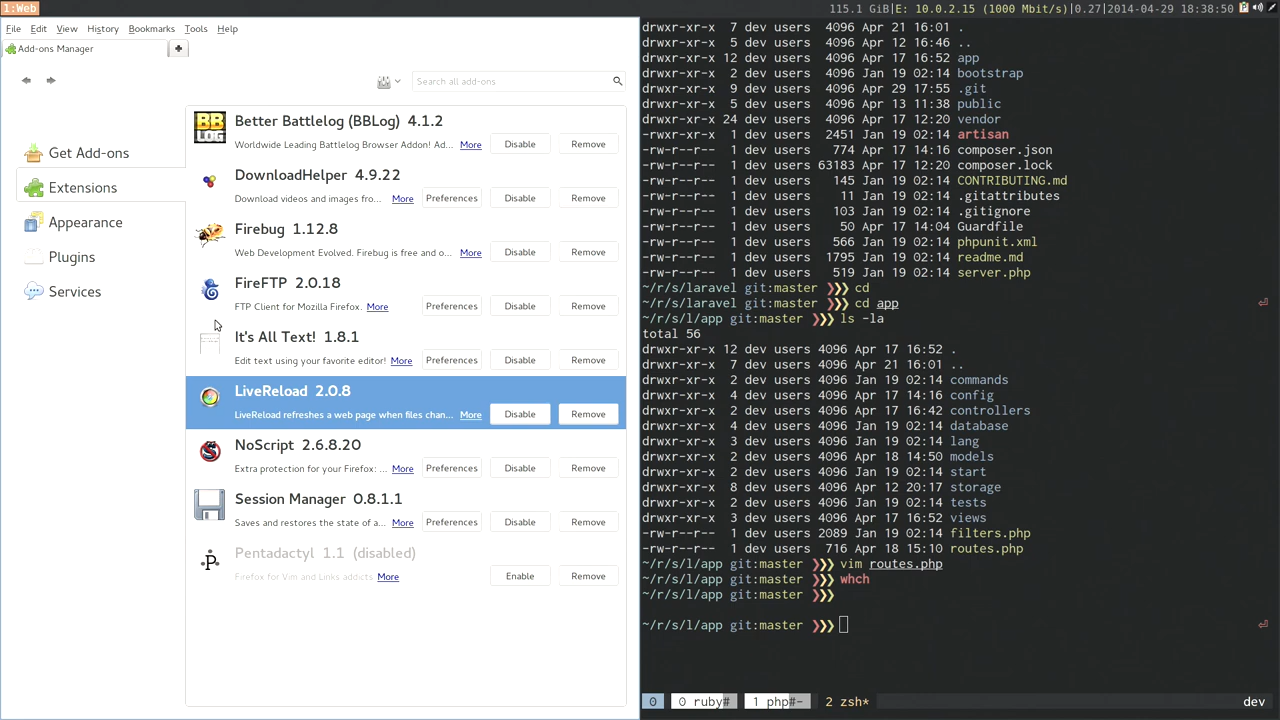 1:Web
115.1 GiB|E: 10.0.2.15 (1000 Mbit/s)|0.27|2014-04-29 18:38:50
File Edit View History Bookmarks Tools Help
Add-ons Manager
Search all add-ons
Get Add-ons
Extensions
Appearance
Plugins
Services
Better Battlelog (BBLog) 4.1.2
Worldwide Leading Battlelog Browser Addon! Ad... More Disable Remove
DownloadHelper 4.9.22
Download videos and images fro... More Preferences Disable Remove
Firebug 1.12.8
Web Development Evolved. Firebug is free and o... More Disable Remove
FireFTP 2.0.18
FTP Client for Mozilla Firefox. More Preferences Disable Remove
It's All Text! 1.8.1
Edit text using your favorite editor! More Preferences Disable Remove
LiveReload 2.0.8
LiveReload refreshes a web page when files chan... More Disable Remove
NoScript 2.6.8.20
Extra protection for your Firefox: ... More Preferences Disable Remove
Session Manager 0.8.1.1
Saves and restores the state of a... More Preferences Disable Remove
Pentadactyl 1.1 (disabled)
Firefox for Vim and Links addicts More Enable Remove
drwxr-xr-x 7 dev users 4096 Apr 21 16:01 .
drwxr-xr-x 5 dev users 4096 Apr 12 16:46 ..
drwxr-xr-x 12 dev users 4096 Apr 17 16:52 app
drwxr-xr-x 2 dev users 4096 Jan 19 02:14 bootstrap
drwxr-xr-x 9 dev users 4096 Apr 29 17:55 .git
drwxr-xr-x 5 dev users 4096 Apr 13 11:38 public
drwxr-xr-x 24 dev users 4096 Apr 17 12:20 vendor
-rwxr-xr-x 1 dev users 2451 Jan 19 02:14 artisan
-rw-r--r-- 1 dev users 774 Apr 17 14:16 composer.json
-rw-r--r-- 1 dev users 63183 Apr 17 12:20 composer.lock
-rw-r--r-- 1 dev users 145 Jan 19 02:14 CONTRIBUTING.md
-rw-r--r-- 1 dev users 11 Jan 19 02:14 .gitattributes
-rw-r--r-- 1 dev users 103 Jan 19 02:14 .gitignore
-rw-r--r-- 1 dev users 50 Apr 17 14:04 Guardfile
-rw-r--r-- 1 dev users 566 Jan 19 02:14 phpunit.xml
-rw-r--r-- 1 dev users 1795 Jan 19 02:14 readme.md
-rw-r--r-- 1 dev users 519 Jan 19 02:14 server.php
~/r/s/laravel git:master ❯❯❯ cd
~/r/s/laravel git:master ❯❯❯ cd app ⏎
~/r/s/l/app git:master ❯❯❯ ls -la
total 56
drwxr-xr-x 12 dev users 4096 Apr 17 16:52 .
drwxr-xr-x 7 dev users 4096 Apr 21 16:01 ..
drwxr-xr-x 2 dev users 4096 Jan 19 02:14 commands
drwxr-xr-x 4 dev users 4096 Apr 17 14:16 config
drwxr-xr-x 2 dev users 4096 Apr 17 16:42 controllers
drwxr-xr-x 4 dev users 4096 Jan 19 02:14 database
drwxr-xr-x 3 dev users 4096 Jan 19 02:14 lang
drwxr-xr-x 2 dev users 4096 Apr 18 14:50 models
drwxr-xr-x 2 dev users 4096 Jan 19 02:14 start
drwxr-xr-x 8 dev users 4096 Apr 12 20:17 storage
drwxr-xr-x 2 dev users 4096 Jan 19 02:14 tests
drwxr-xr-x 3 dev users 4096 Apr 17 16:52 views
-rw-r--r-- 1 dev users 2089 Jan 19 02:14 filters.php
-rw-r--r-- 1 dev users 716 Apr 18 15:10 routes.php
~/r/s/l/app git:master ❯❯❯ vim routes.php
~/r/s/l/app git:master ❯❯❯ whch
~/r/s/l/app git:master ❯❯❯
~/r/s/l/app git:master ❯❯❯ ⏎
0 0 ruby# 1 php#- 2 zsh* dev